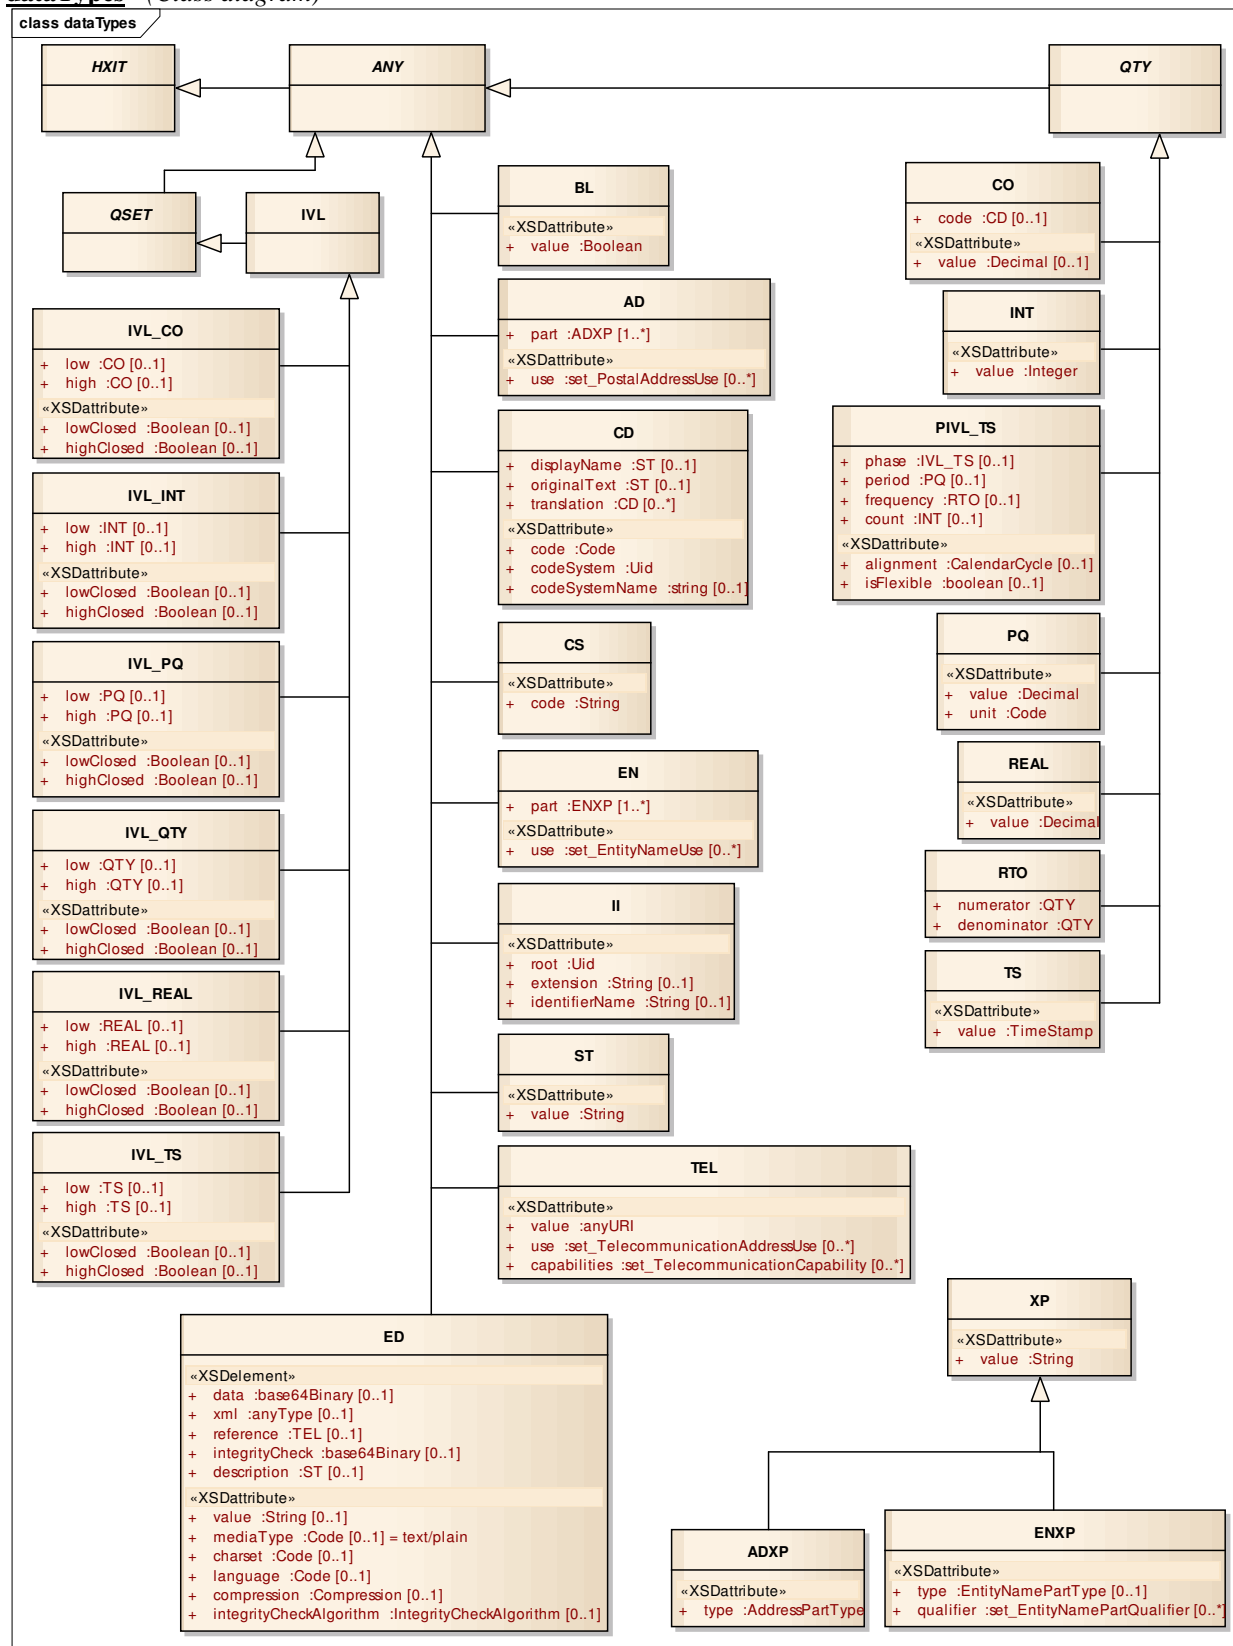 dataTypes (Class diagram)
class dataTypes
HXIT
ANY
QTY
QSET
IVL
BL
«XSDattribute»
+ value :Boolean
CO
+ code :CD [0..1]
«XSDattribute»
+ value :Decimal [0..1]
AD
+ part :ADXP [1..*]
«XSDattribute»
+ use :set_PostalAddressUse [0..*]
INT
«XSDattribute»
+ value :Integer
IVL_CO
+ low :CO [0..1]
+ high :CO [0..1]
«XSDattribute»
+ lowClosed :Boolean [0..1]
+ highClosed :Boolean [0..1]
CD
+ displayName :ST [0..1]
+ originalText :ST [0..1]
+ translation :CD [0..*]
«XSDattribute»
+ code :Code
+ codeSystem :Uid
+ codeSystemName :string [0..1]
PIVL_TS
+ phase :IVL_TS [0..1]
+ period :PQ [0..1]
+ frequency :RTO [0..1]
+ count :INT [0..1]
«XSDattribute»
+ alignment :CalendarCycle [0..1]
+ isFlexible :boolean [0..1]
IVL_INT
+ low :INT [0..1]
+ high :INT [0..1]
«XSDattribute»
+ lowClosed :Boolean [0..1]
+ highClosed :Boolean [0..1]
CS
«XSDattribute»
+ code :String
PQ
«XSDattribute»
+ value :Decimal
+ unit :Code
IVL_PQ
+ low :PQ [0..1]
+ high :PQ [0..1]
«XSDattribute»
+ lowClosed :Boolean [0..1]
+ highClosed :Boolean [0..1]
EN
+ part :ENXP [1..*]
«XSDattribute»
+ use :set_EntityNameUse [0..*]
REAL
«XSDattribute»
+ value :Decimal
IVL_QTY
+ low :QTY [0..1]
+ high :QTY [0..1]
«XSDattribute»
+ lowClosed :Boolean [0..1]
+ highClosed :Boolean [0..1]
II
«XSDattribute»
+ root :Uid
+ extension :String [0..1]
+ identifierName :String [0..1]
RTO
+ numerator :QTY
+ denominator :QTY
TS
«XSDattribute»
+ value :TimeStamp
IVL_REAL
+ low :REAL [0..1]
+ high :REAL [0..1]
«XSDattribute»
+ lowClosed :Boolean [0..1]
+ highClosed :Boolean [0..1]
ST
«XSDattribute»
+ value :String
IVL_TS
+ low :TS [0..1]
+ high :TS [0..1]
«XSDattribute»
+ lowClosed :Boolean [0..1]
+ highClosed :Boolean [0..1]
TEL
«XSDattribute»
+ value :anyURI
+ use :set_TelecommunicationAddressUse [0..*]
+ capabilities :set_TelecommunicationCapability [0..*]
XP
«XSDattribute»
+ value :String
ED
«XSDelement»
+ data :base64Binary [0..1]
+ xml :anyType [0..1]
+ reference :TEL [0..1]
+ integrityCheck :base64Binary [0..1]
+ description :ST [0..1]
«XSDattribute»
+ value :String [0..1]
+ mediaType :Code [0..1] = text/plain
+ charset :Code [0..1]
+ language :Code [0..1]
+ compression :Compression [0..1]
+ integrityCheckAlgorithm :IntegrityCheckAlgorithm [0..1]
ADXP
«XSDattribute»
+ type :AddressPartType
ENXP
«XSDattribute»
+ type :EntityNamePartType [0..1]
+ qualifier :set_EntityNamePartQualifier [0..*]